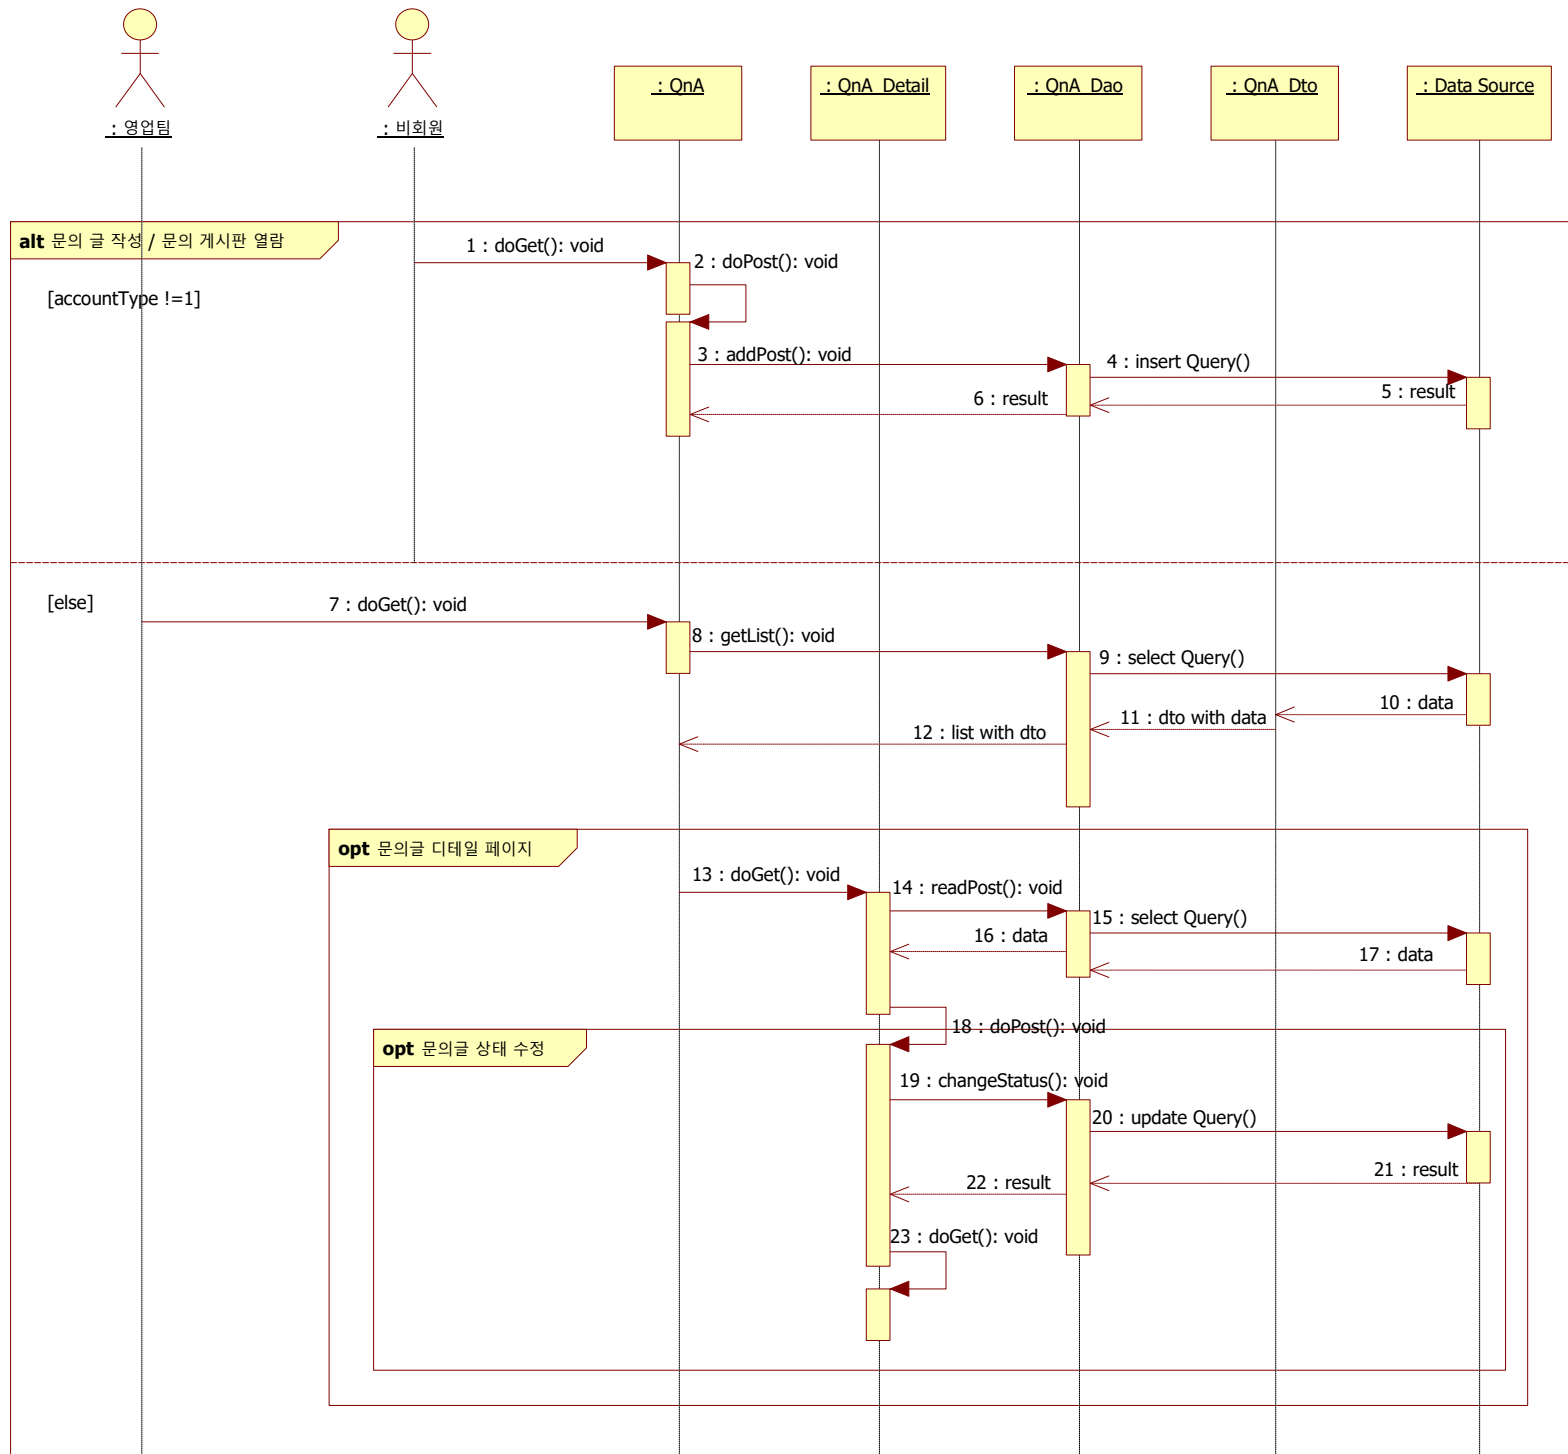 : 영업팀
: 비회원
: QnA
: QnA_Detail
: QnA_Dao
: QnA_Dto
: Data Source
alt 문의 글 작성 / 문의 게시판 열람
1 : doGet(): void
2 : doPost(): void
[accountType !=1]
3 : addPost(): void
4 : insert Query()
5 : result
6 : result
[else]
7 : doGet(): void
8 : getList(): void
9 : select Query()
10 : data
11 : dto with data
12 : list with dto
opt 문의글 디테일 페이지
13 : doGet(): void
14 : readPost(): void
15 : select Query()
16 : data
17 : data
18 : doPost(): void
opt 문의글 상태 수정
19 : changeStatus(): void
20 : update Query()
21 : result
22 : result
23 : doGet(): void